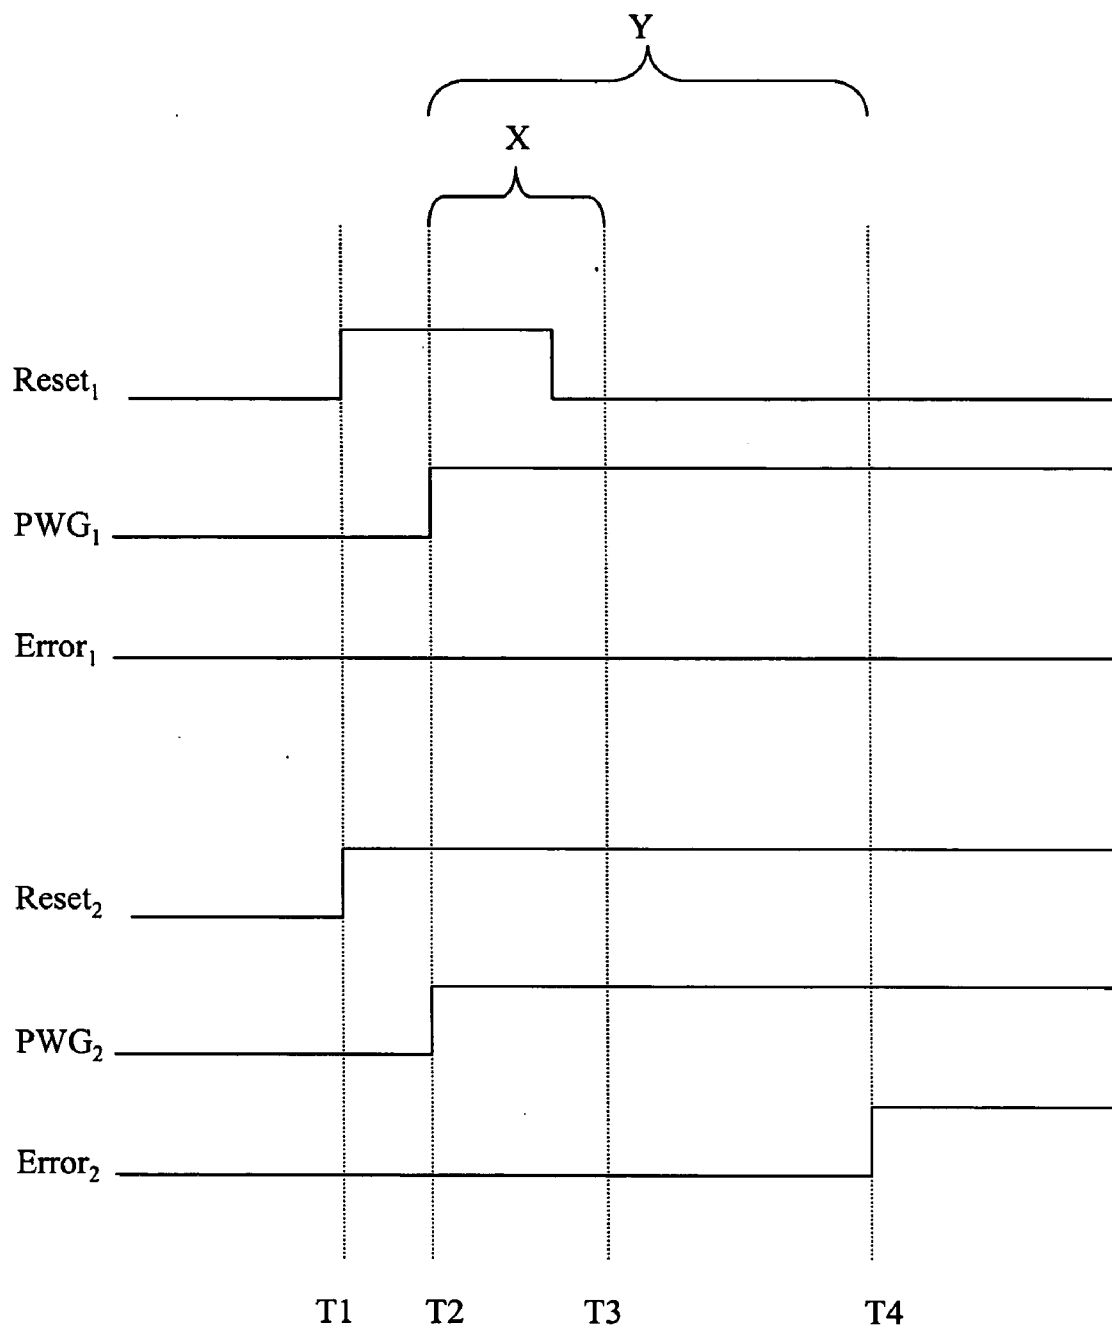 Y
X
Reset₁
PWG₁
Error₁
Reset₂
PWG₂
Error₂
T1 T2 T3 T4